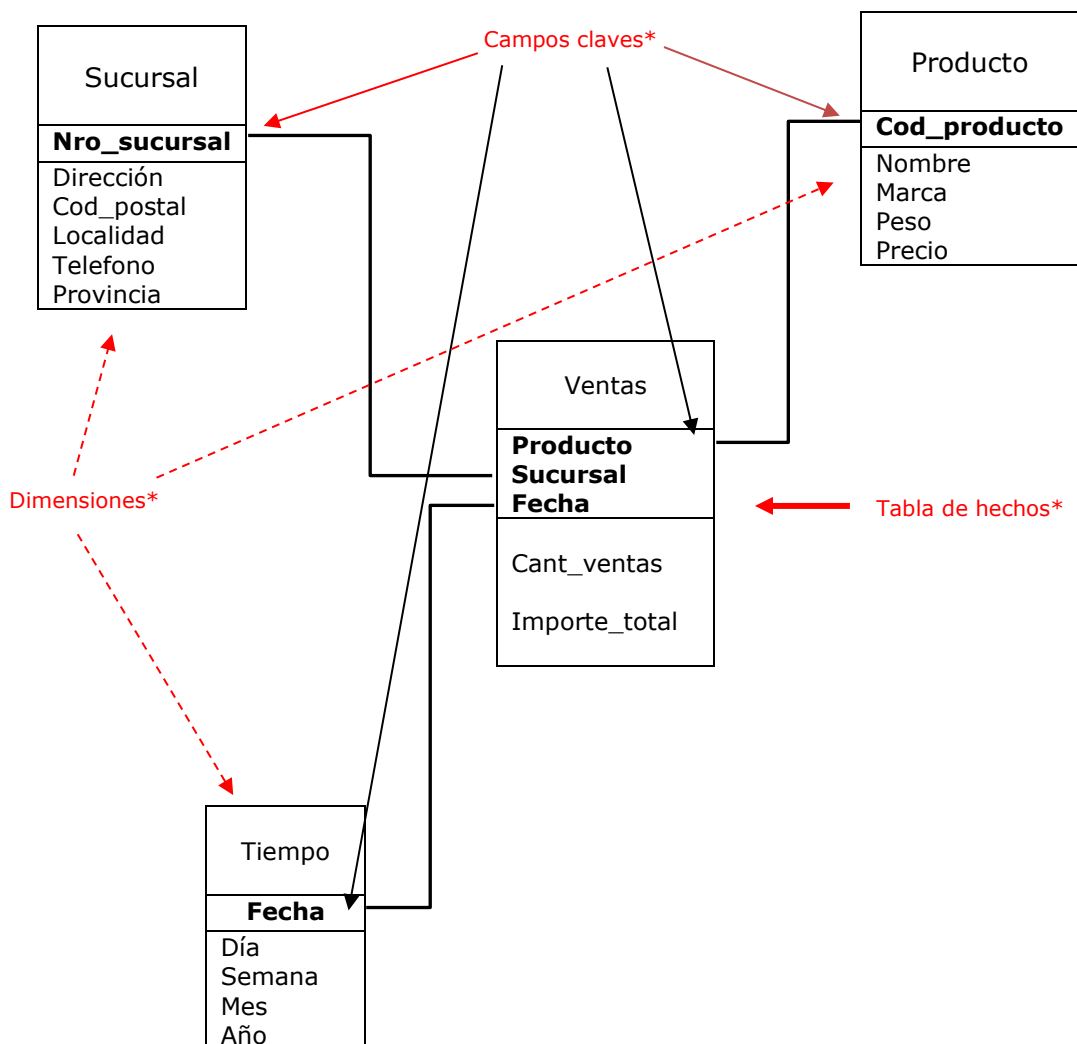 Campos claves*
Sucursal
Nro_sucursal
Dirección
Cod_postal
Localidad
Telefono
Provincia
Producto
Cod_producto
Nombre
Marca
Peso
Precio
Ventas
Producto
Sucursal
Fecha
Cant_ventas
Importe_total
Dimensiones*
Tabla de hechos*
Tiempo
Fecha
Día
Semana
Mes
Año